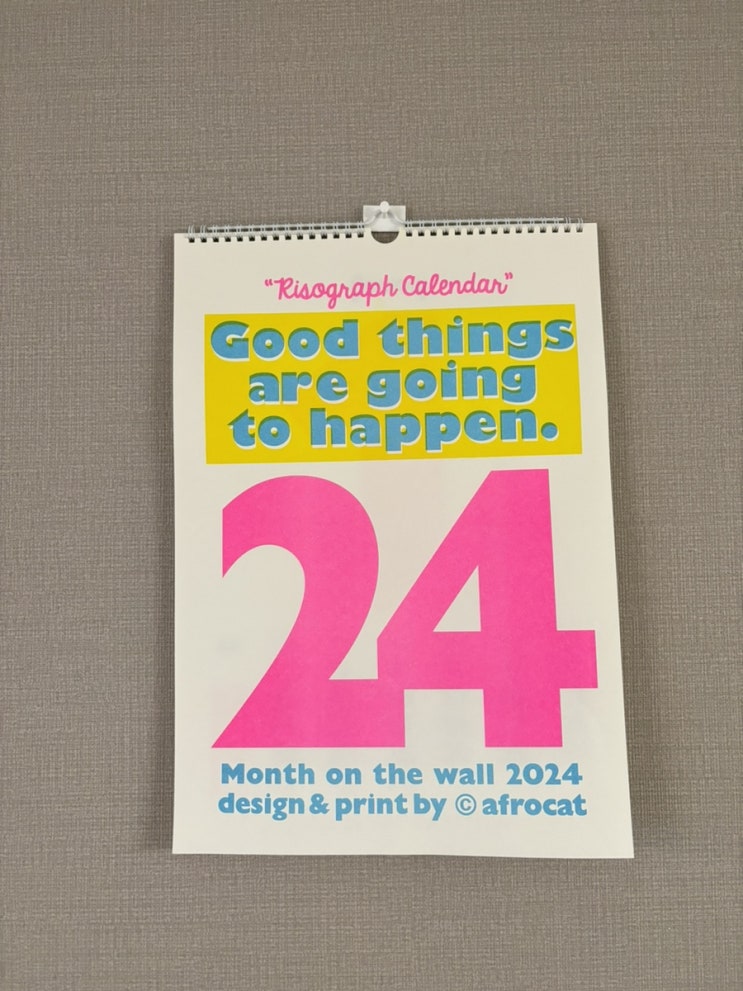 "Risograph Calendar"
Good things
are going
to happen.
24
Month on the wall 2024
design & print by © afrocat